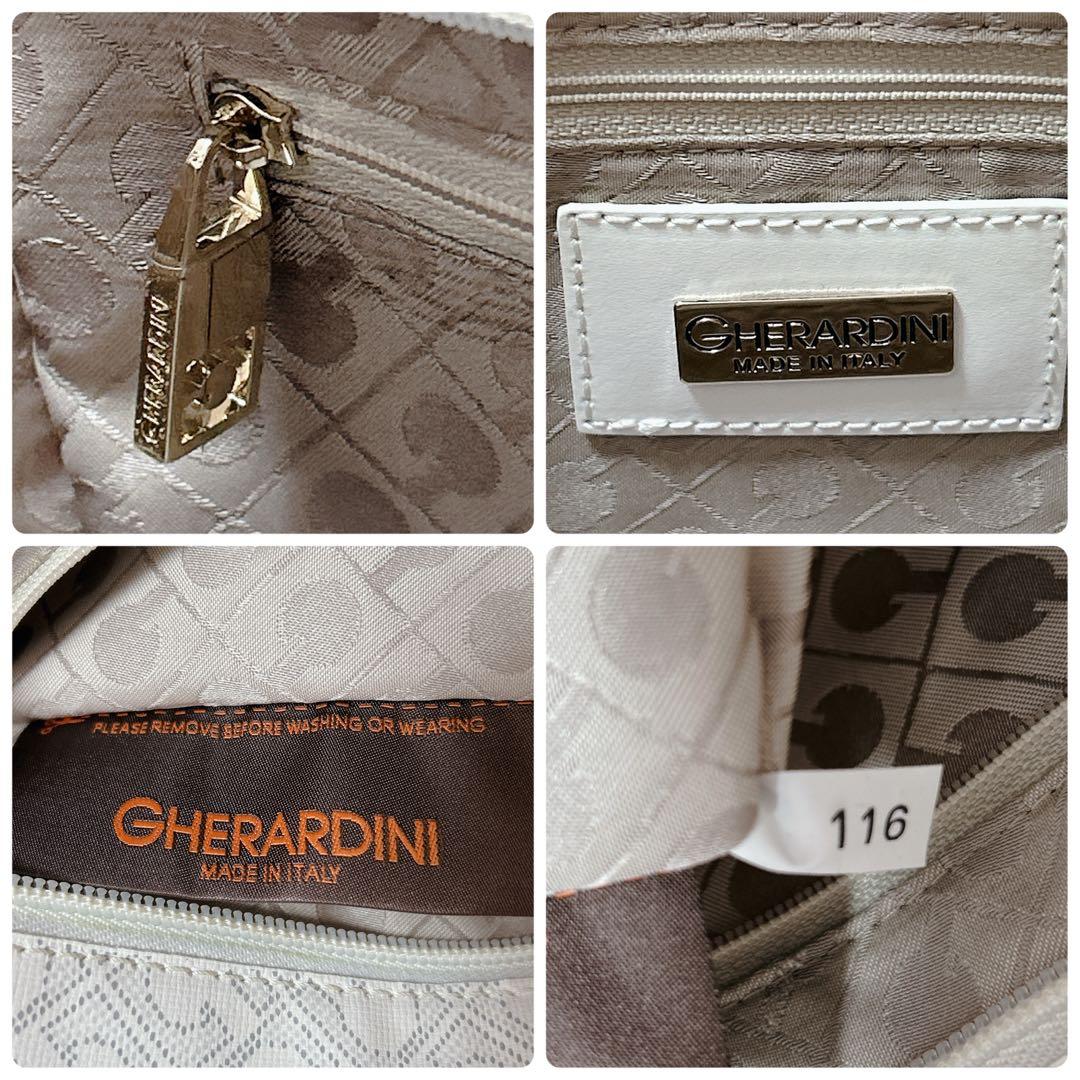 GHERARDINI
GHERARDINI
MADE IN ITALY
PLEASE REMOVE BEFORE WASHING OR WEARING
GHERARDINI
MADE IN ITALY
116